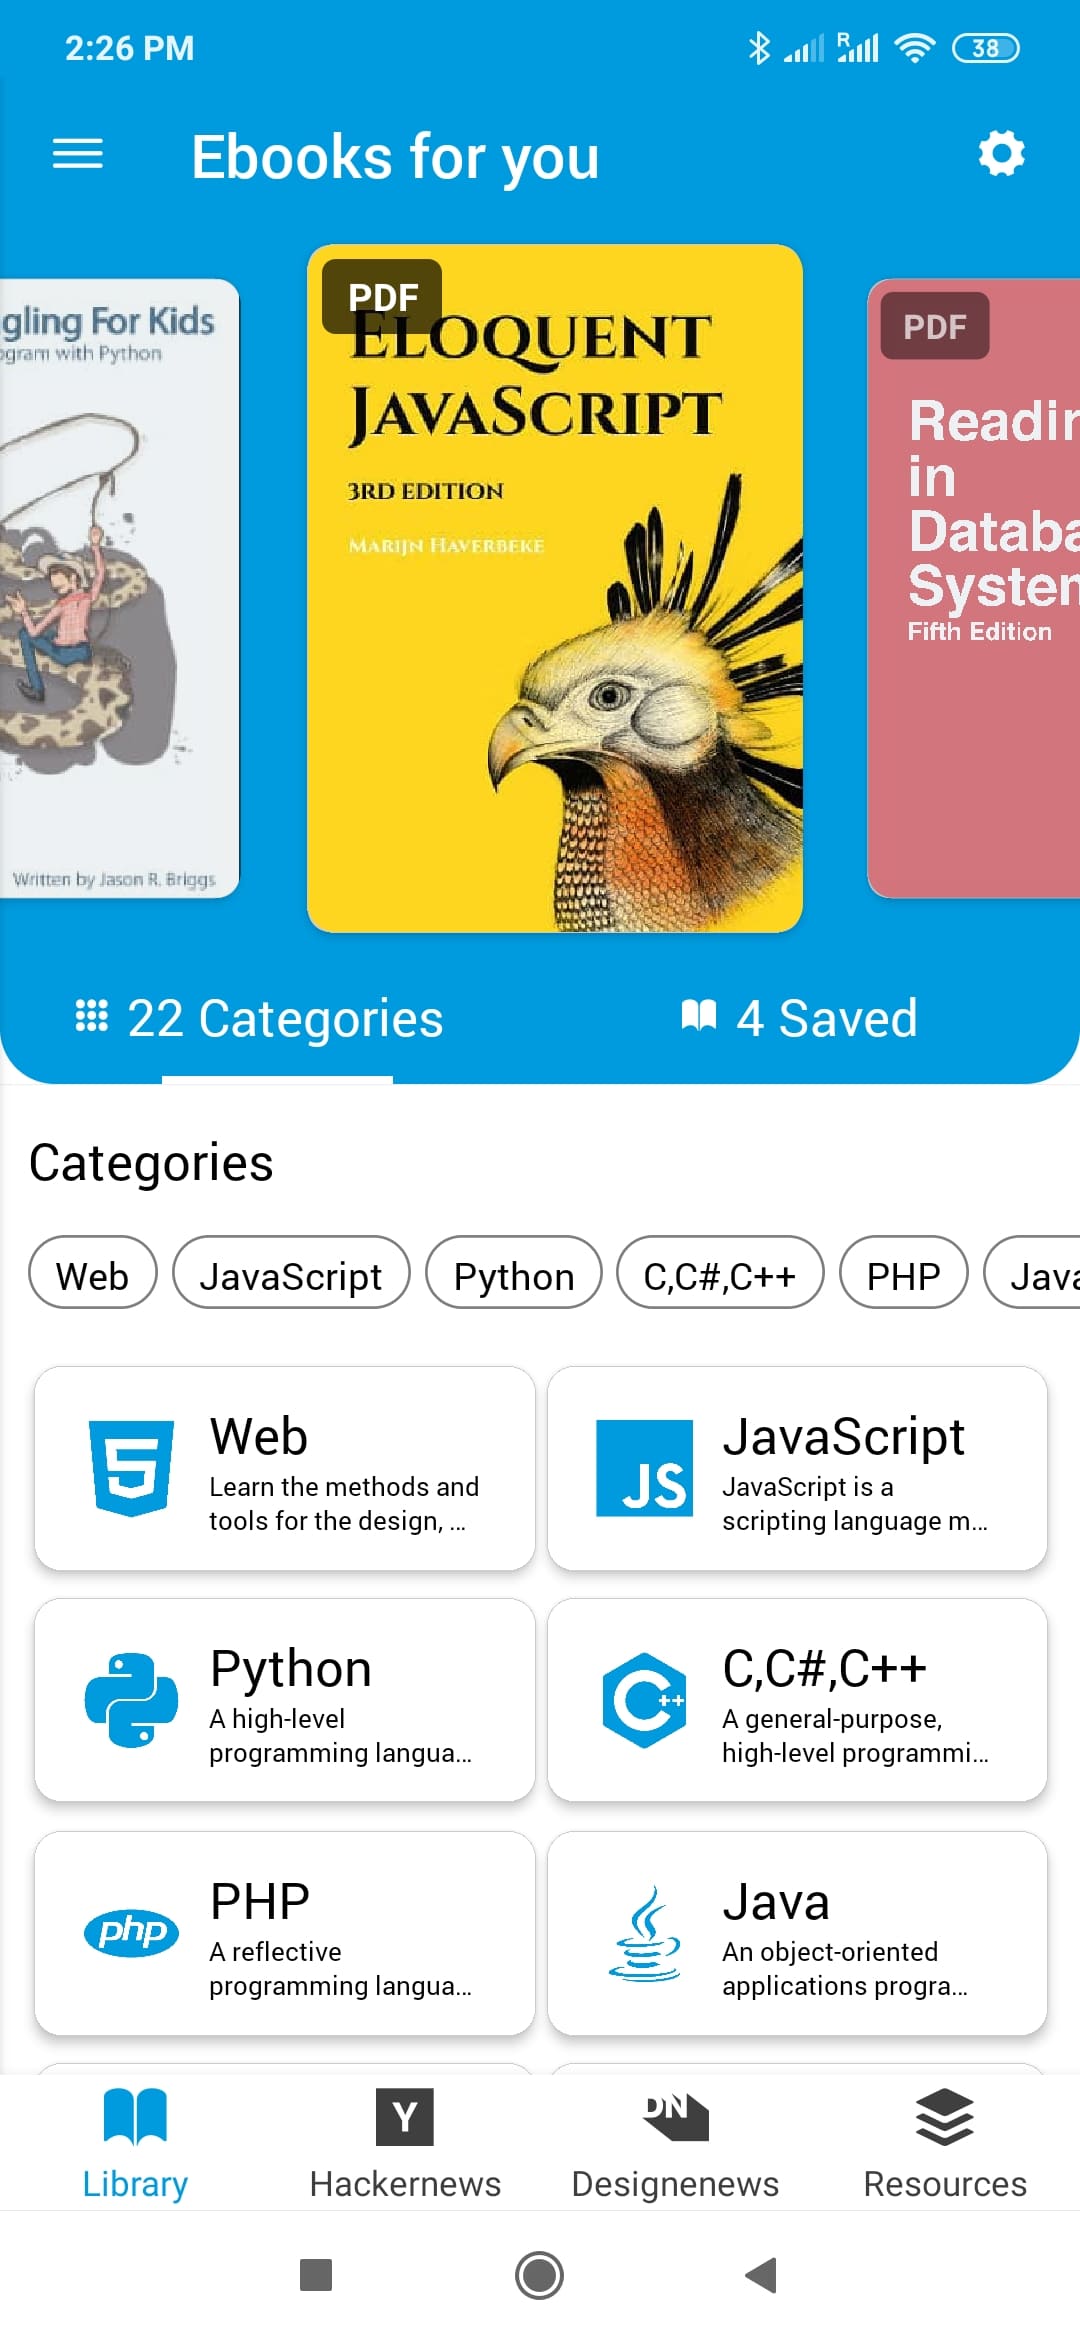 2:26 PM
R
38
Ebooks for you
gling For Kids
ogram with Python
Written by Jason R. Briggs
PDF
ELOQUENT
JAVASCRIPT
3RD EDITION
MARIJN HAVERBEKE
PDF
Readin
in
Databa
System
Fifth Edition
22 Categories
4 Saved
Categories
Web
JavaScript
Python
C,C#,C++
PHP
Java
5
Web
Learn the methods and
tools for the design, ...
JS
JavaScript
JavaScript is a
scripting language m...
Python
A high-level
programming langua...
C++
C,C#,C++
A general-purpose,
high-level programmi...
php
PHP
A reflective
programming langua...
Java
An object-oriented
applications progra...
Library
Y
Hackernews
DN
Designenews
Resources